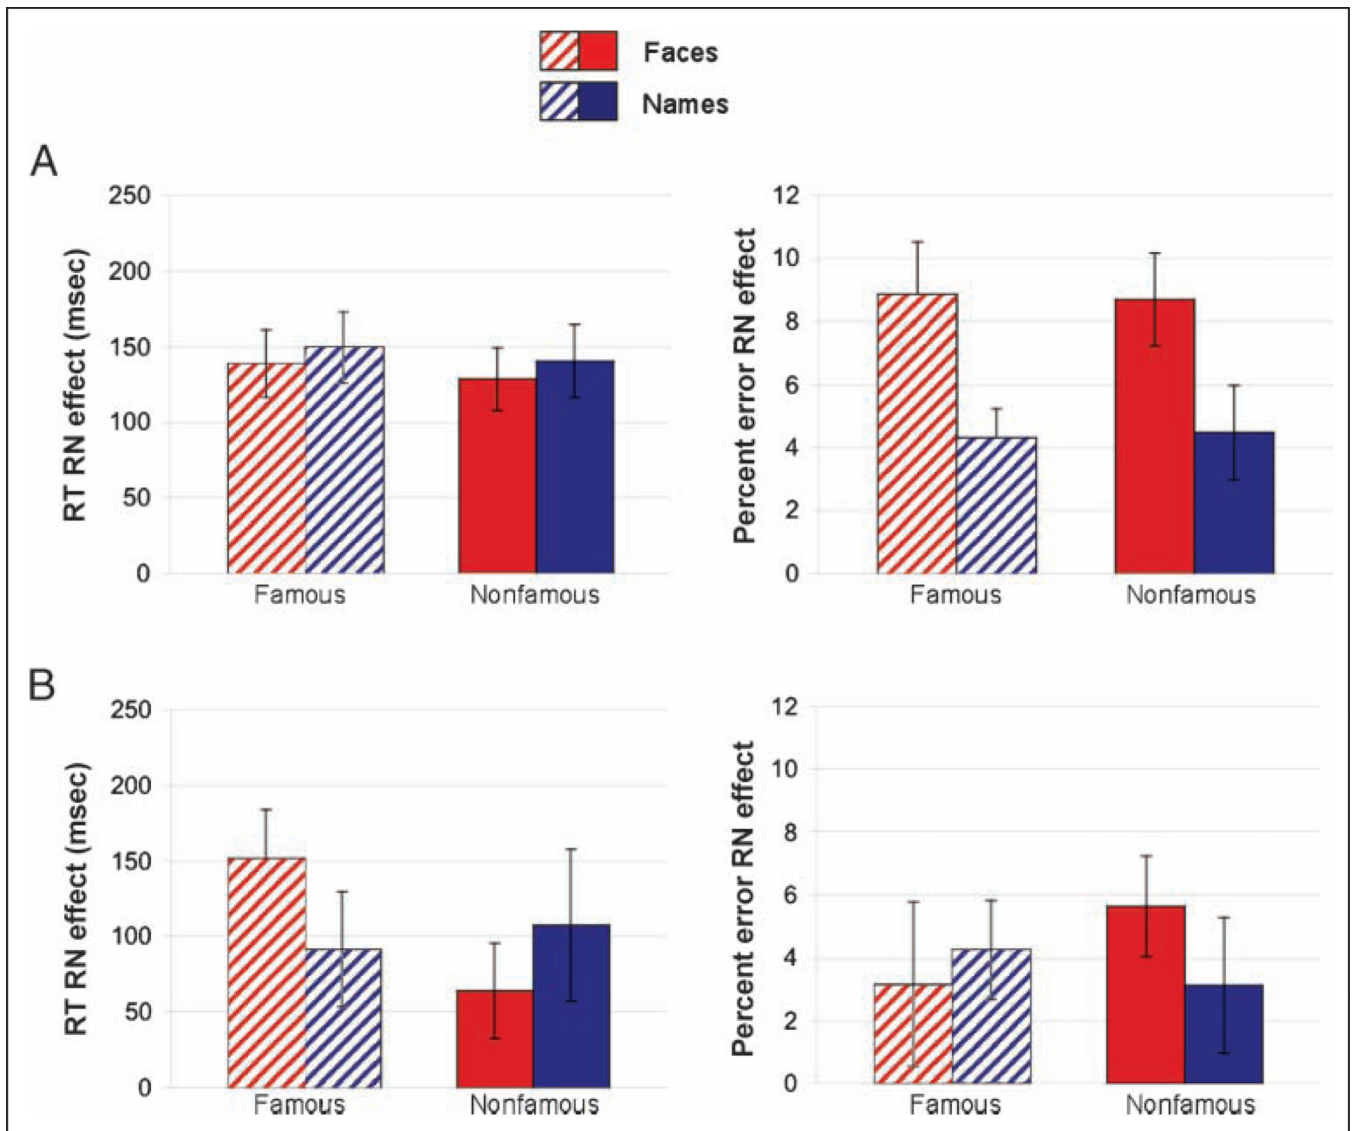 Faces
Names
A
RT RN effect (msec)
250
200
150
100
50
0
Famous
Nonfamous
Percent error RN effect
12
10
8
6
4
2
0
Famous
Nonfamous
B
RT RN effect (msec)
250
200
150
100
50
0
Famous
Nonfamous
Percent error RN effect
12
10
8
6
4
2
0
Famous
Nonfamous